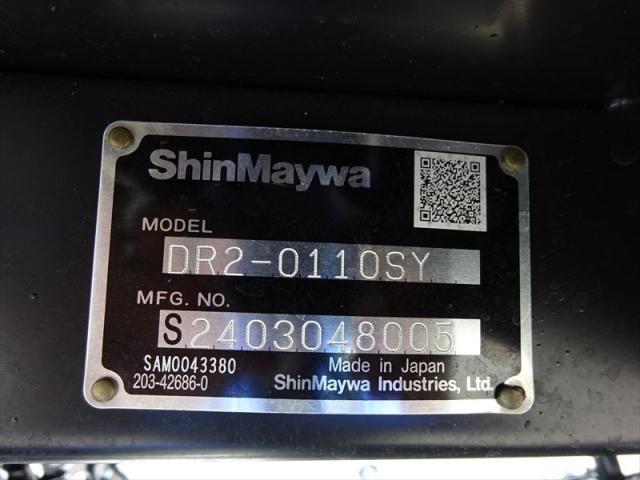 ShinMaywa
MODEL
DR2-0110SY
MFG. NO.
S2403048005
SAM0043380
Made in Japan
203-42686-0
ShinMaywa Industries, Ltd.